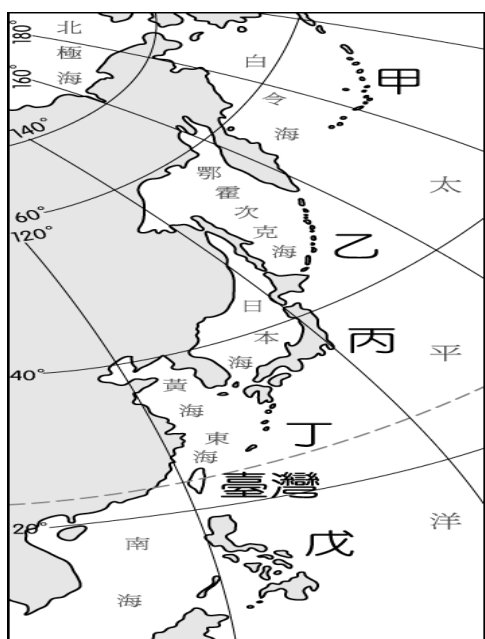 北極海
180°
160°
140°
60°
120°
40°
20°
白令海
甲
鄂霍次克海
乙
太平洋
日本海
丙
黃海
東海
丁
臺灣
戊
南海